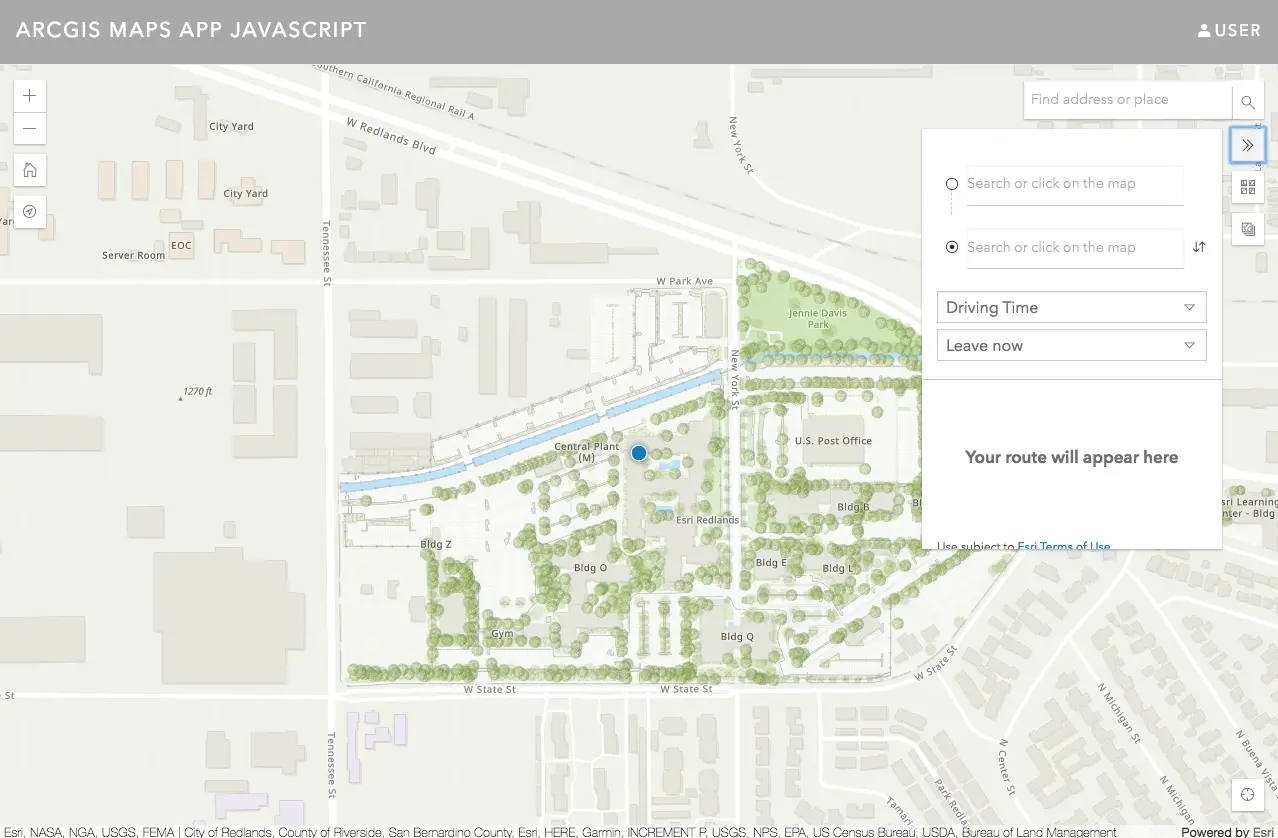 ARCGIS MAPS APP JAVASCRIPT
USER
Southern California Regional Rail A
Find address or place
City Yard
W Redlands Blvd
New York St
City Yard
Search or click on the map
Tennessee St
EOC
Server Room
Search or click on the map
W Park Ave
Jennie Davis
Park
Driving Time
Leave now
New York St
1270 ft
U.S. Post Office
Central Plant
(M)
Your route will appear here
Bldg B
Esri Redlands
Bldg Z
Use subject to Esri Terms of Use
Bldg O
Bldg E
Bldg L
Gym
Bldg Q
W State St
W State St
W State St
Tennessee St
N Michigan St
N Center St
N Buena Vista
N Michigan St
Park Redla
Tamari
Esri, NASA, NGA, USGS, FEMA | City of Redlands, County of Riverside, San Bernardino County, Esri, HERE, Garmin, INCREMENT P, USGS, NPS, EPA, US Census Bureau, USDA, Bureau of Land Management
Powered by Esri